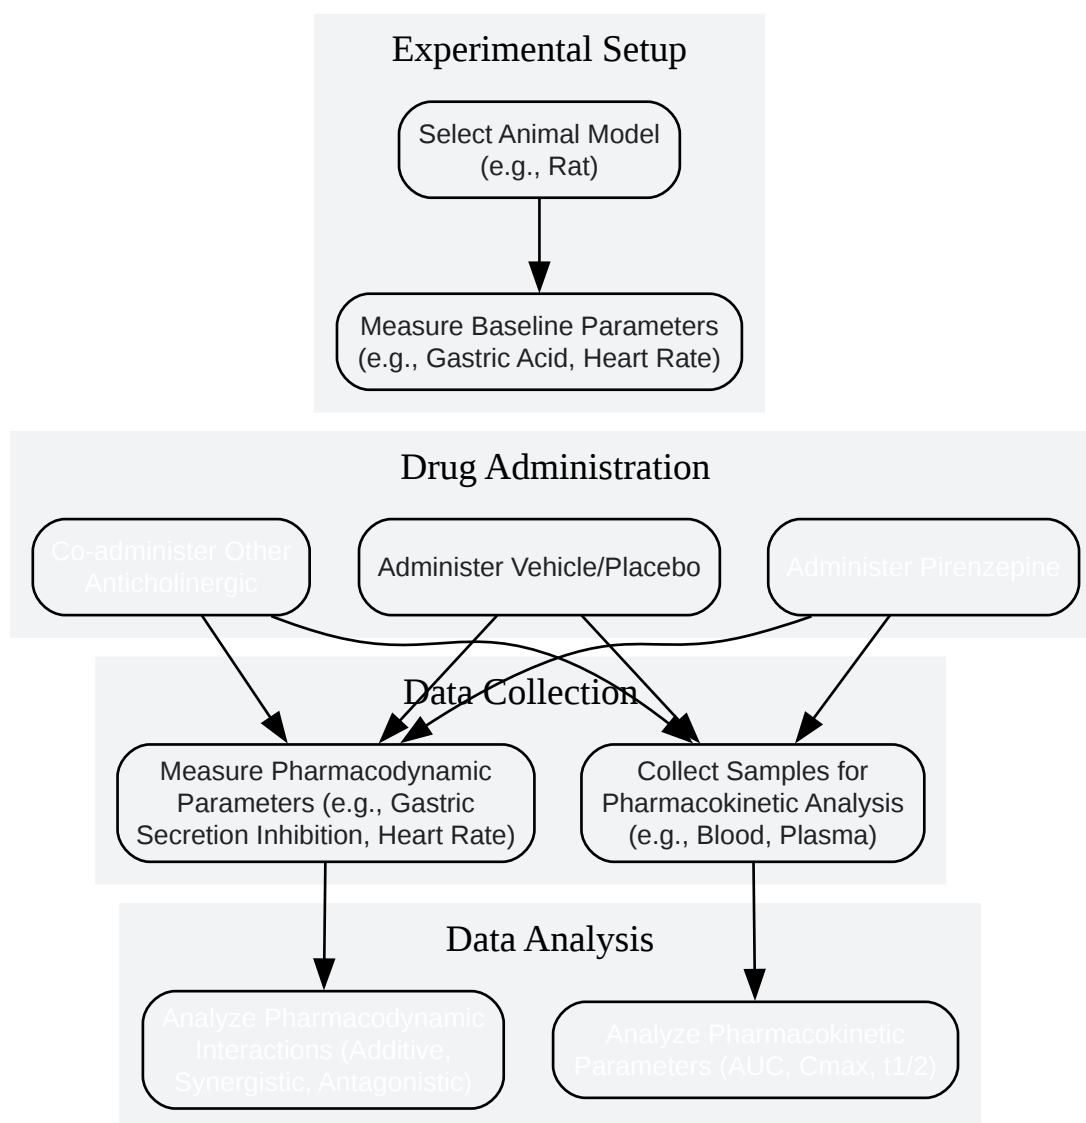 Experimental Setup
Select Animal Model
(e.g., Rat)
Measure Baseline Parameters
(e.g., Gastric Acid, Heart Rate)
Drug Administration
Co-administer Other
Anticholinergic
Administer Vehicle/Placebo
Administer Pirenzepine
Data Collection
Measure Pharmacodynamic
Parameters (e.g., Gastric
Secretion Inhibition, Heart Rate)
Collect Samples for
Pharmacokinetic Analysis
(e.g., Blood, Plasma)
Data Analysis
Analyze Pharmacodynamic
Interactions (Additive,
Synergistic, Antagonistic)
Analyze Pharmacokinetic
Parameters (AUC, Cmax, t1/2)